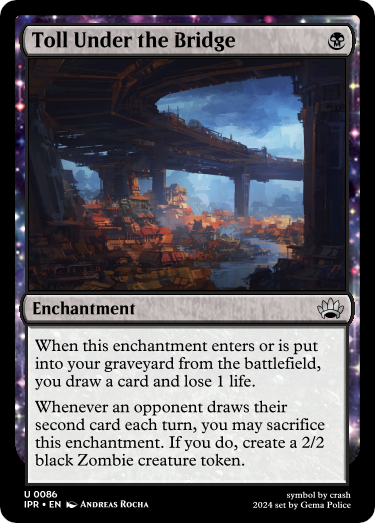 Toll Under the Bridge
Enchantment
When this enchantment enters or is put
into your graveyard from the battlefield,
you draw a card and lose 1 life.
Whenever an opponent draws their
second card each turn, you may sacrifice
this enchantment. If you do, create a 2/2
black Zombie creature token.
U 0086
IPR • EN Andreas Rocha
symbol by crash
2024 set by Gema Police